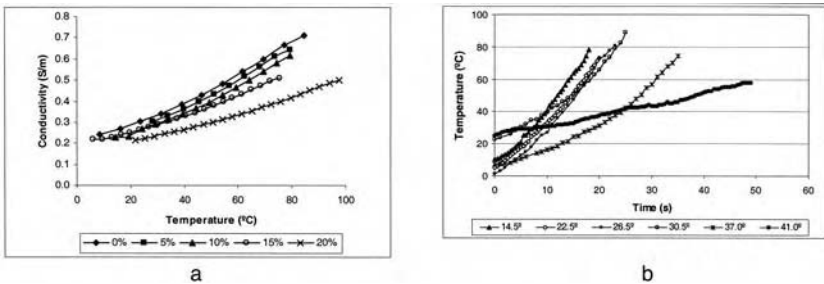 0.8
0.7
0.6
0.5
0.4
0.3
0.2
0.1
0.0
Conductivity (S/m)
0 20 40 60 80 100
Temperature (ºC)
0% 5% 10% 15% 20%
a
100
80
60
40
20
0
Temperature (ºC)
0 10 20 30 40 50 60
Time (s)
14.5º 22.5º 26.5º 30.5º 37.0º 41.0º
b